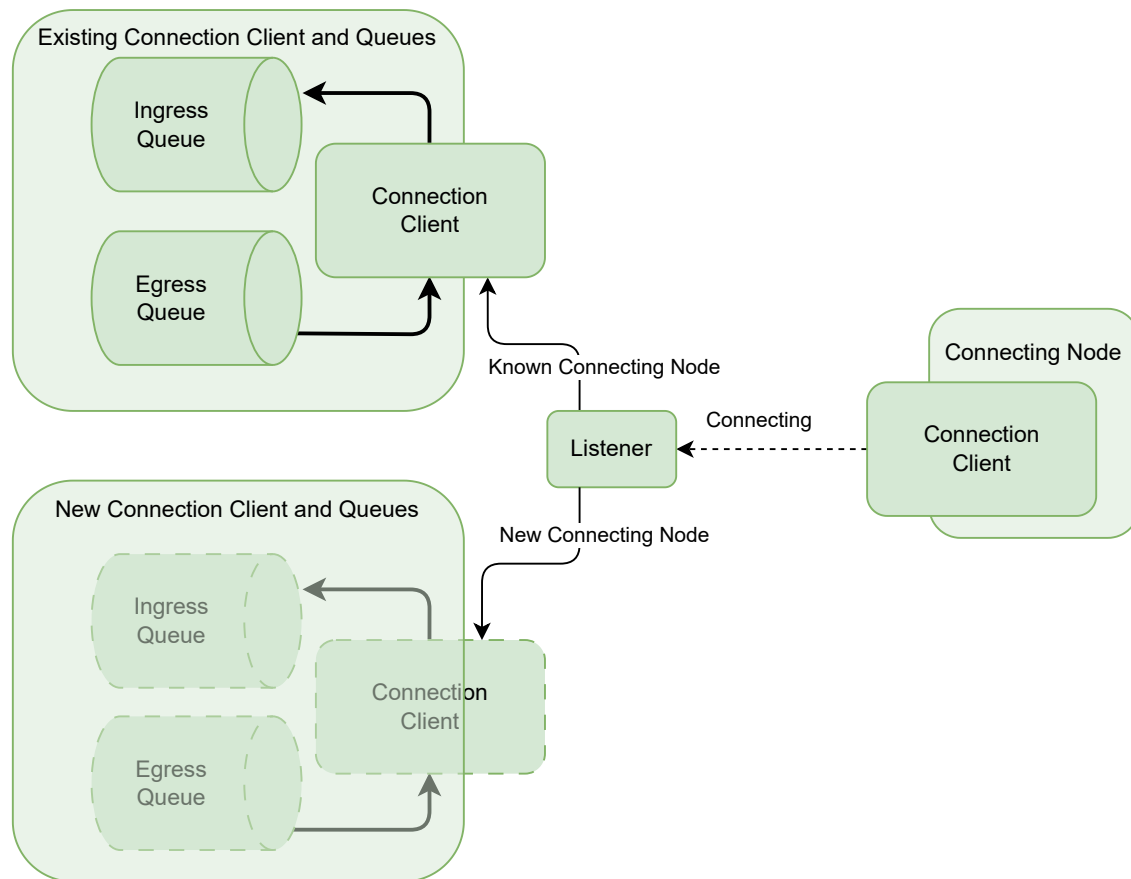 Existing Connection Client and Queues
Ingress
Queue
Connection
Client
Egress
Queue
Known Connecting Node
Connecting Node
Connecting
Listener
Connection
Client
New Connection Client and Queues
New Connecting Node
Ingress
Queue
Connection
Client
Egress
Queue